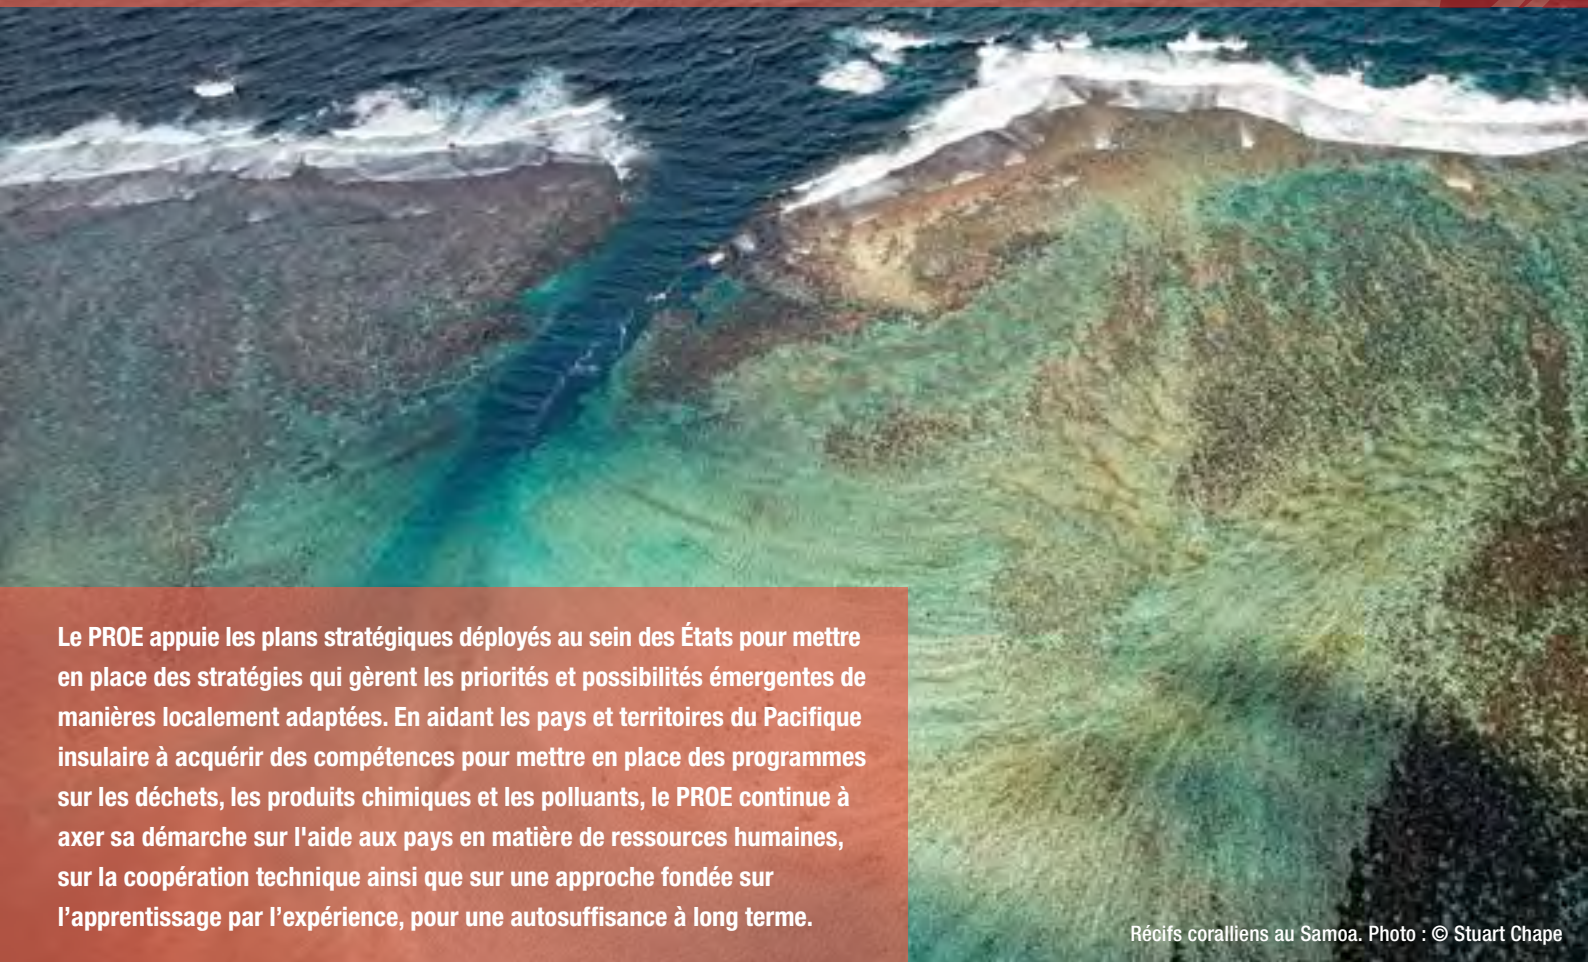 Le PROE appuie les plans stratégiques déployés au sein des États pour mettre
en place des stratégies qui gèrent les priorités et possibilités émergentes de
manières localement adaptées. En aidant les pays et territoires du Pacifique
insulaire à acquérir des compétences pour mettre en place des programmes
sur les déchets, les produits chimiques et les polluants, le PROE continue à
axer sa démarche sur l'aide aux pays en matière de ressources humaines,
sur la coopération technique ainsi que sur une approche fondée sur
l’apprentissage par l’expérience, pour une autosuffisance à long terme.
Récifs coralliens au Samoa. Photo : © Stuart Chape